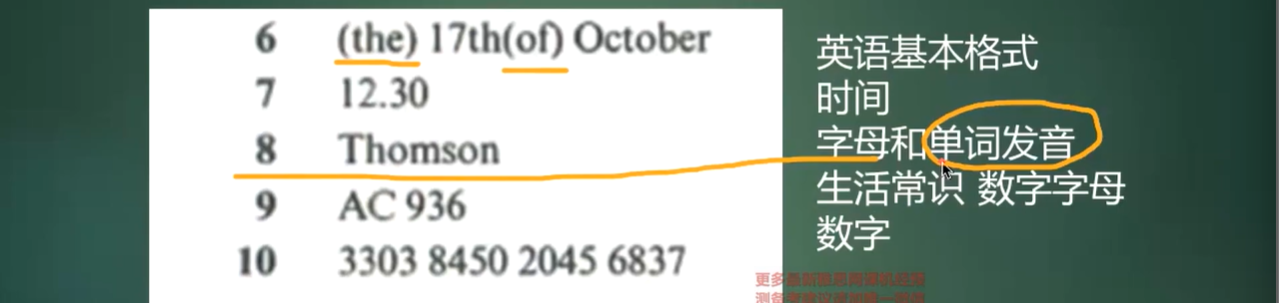 6 (the) 17th(of) October
7 12.30
8 Thomson
9 AC 936
10 3303 8450 2045 6837
英语基本格式
时间
字母和单词发音
生活常识 数字字母
数字
更多